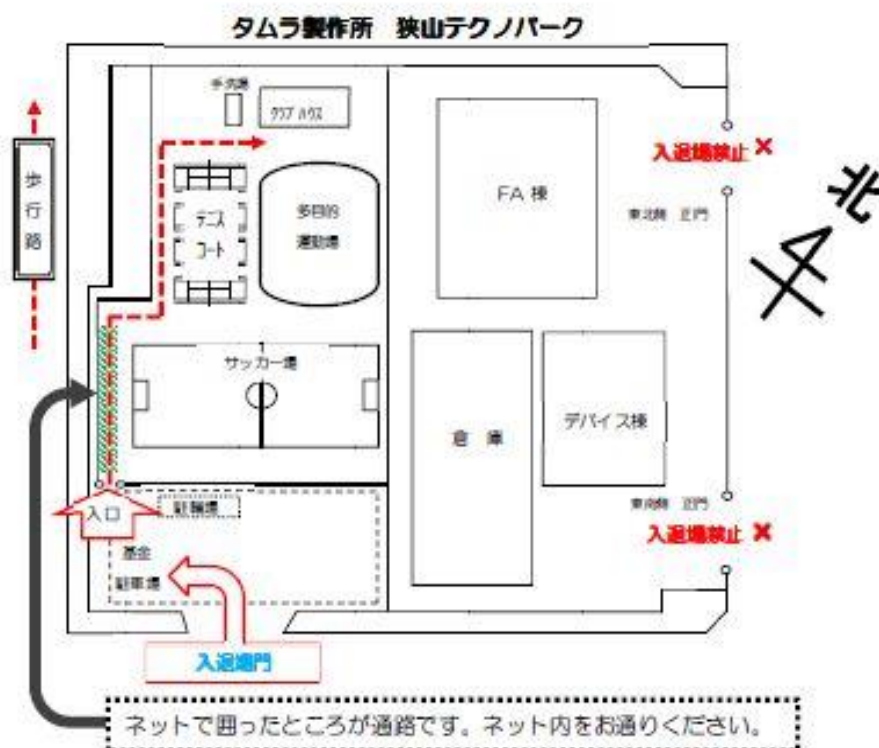 タムラ製作所 狭山テクノパーク
手洗場
クラブハウス
歩行路
テニス
コート
多目的
運動場
FA棟
入退場禁止 ×
東北側 正門
北
サッカー場
倉 庫
デバイス棟
入口
駐輪場
基金
駐車場
東南側 正門
入退場禁止 ×
入退場門
ネットで囲ったところが通路です。ネット内をお通りください。